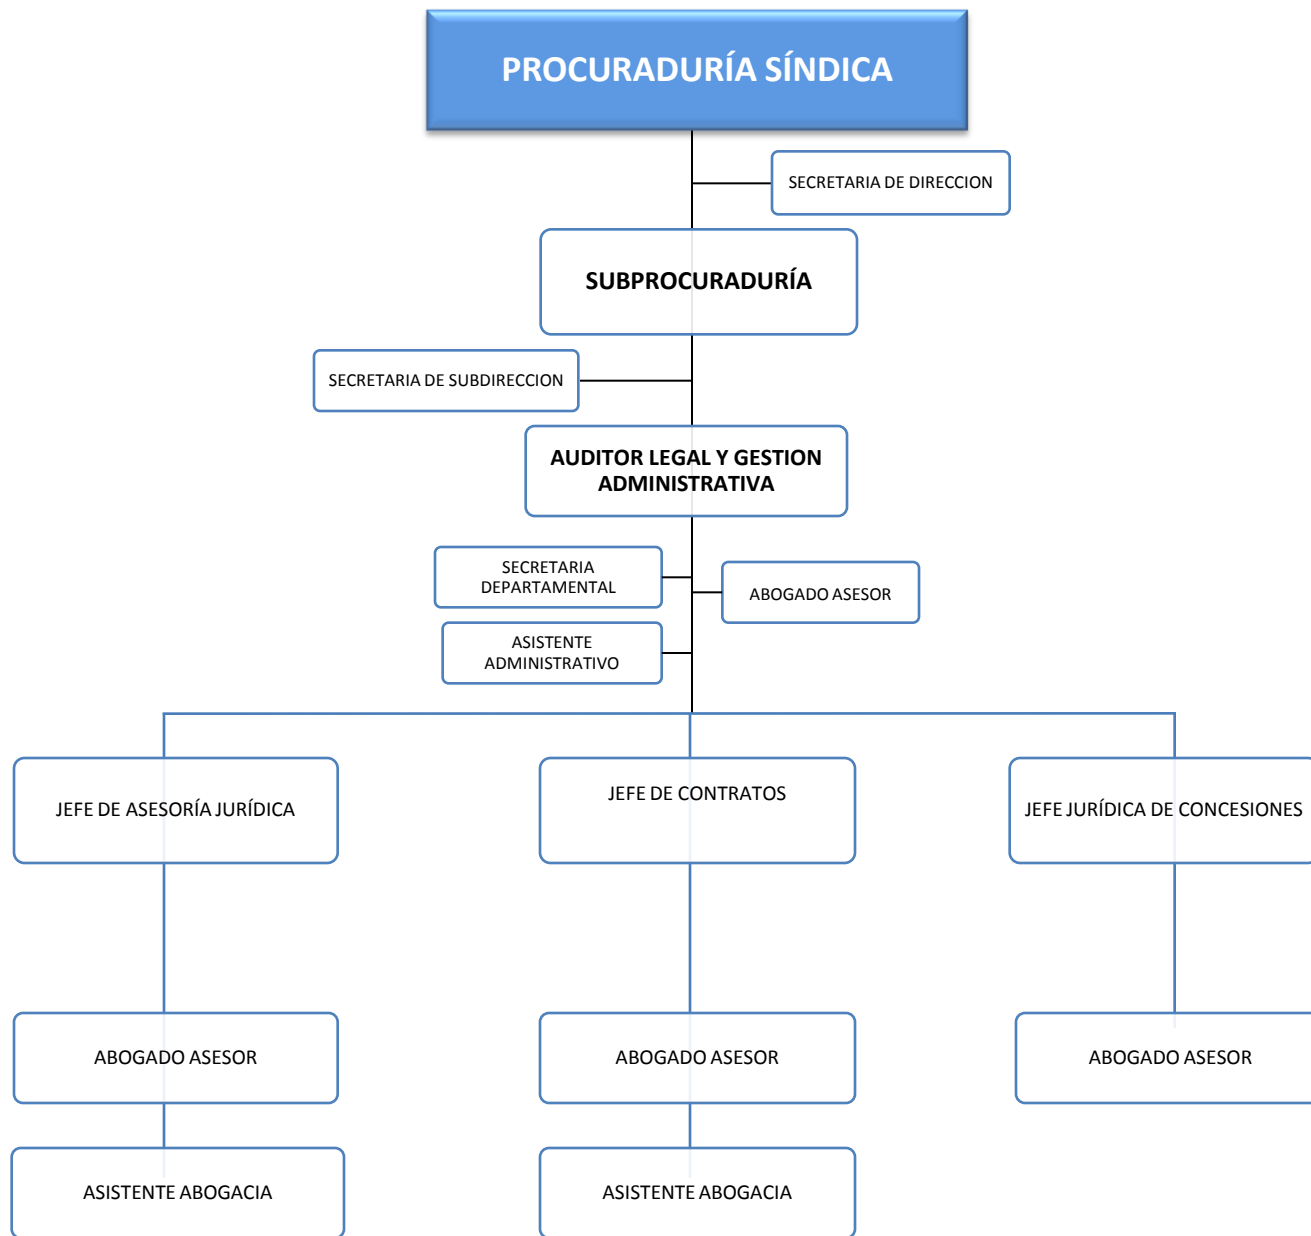 PROCURADURÍA SÍNDICA
SECRETARIA DE DIRECCION
SUBPROCURADURÍA
SECRETARIA DE SUBDIRECCION
AUDITOR LEGAL Y GESTION
ADMINISTRATIVA
SECRETARIA
DEPARTAMENTAL
ABOGADO ASESOR
ASISTENTE
ADMINISTRATIVO
JEFE DE ASESORÍA JURÍDICA
JEFE DE CONTRATOS
JEFE JURÍDICA DE CONCESIONES
ABOGADO ASESOR
ABOGADO ASESOR
ABOGADO ASESOR
ASISTENTE ABOGACIA
ASISTENTE ABOGACIA